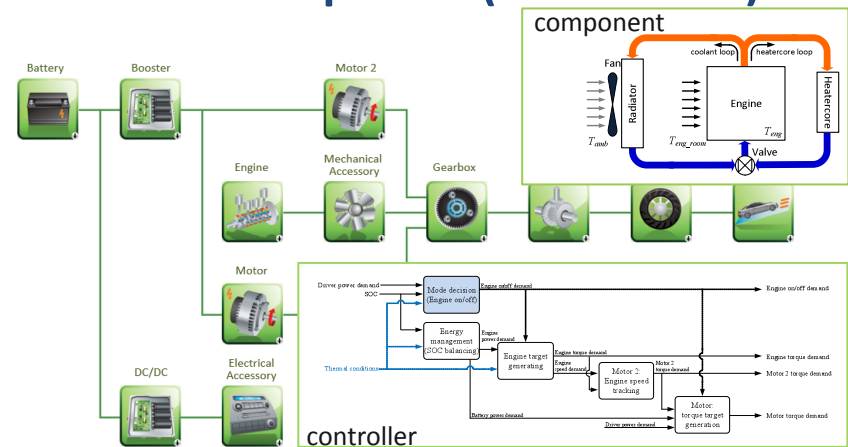 component
Battery
Booster
Motor 2
Engine
Mechanical
Accessory
Gearbox
Motor
DC/DC
Electrical
Accessory
coolant loop
heatercore loop
Fan
Radiator
Engine
Heatercore
Tamb
Teng_room
Teng
Valve
Driver power demand
SOC
Mode decision
(Engine on/off)
Engine on/off demand
Engine on/off demand
Energy
management
(SOC balancing)
Engine
power demand
Thermal conditions
Engine target
generating
Engine torque demand
Engine torque demand
Engine
speed demand
Motor 2:
Engine speed
tracking
Motor 2
torque demand
Motor 2 torque demand
Battery power demand
Driver power demand
Motor:
torque target
generation
Motor torque demand
controller